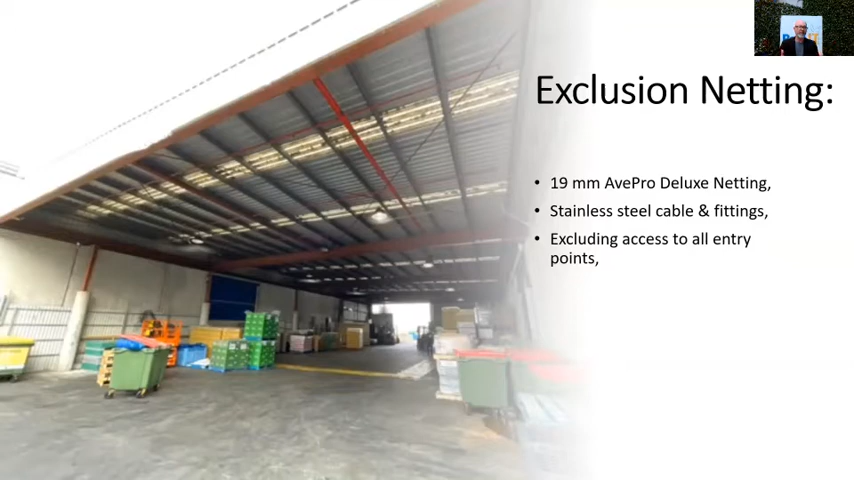 Exclusion Netting:
• 19 mm AvePro Deluxe Netting,
• Stainless steel cable & fittings,
• Excluding access to all entry
points,